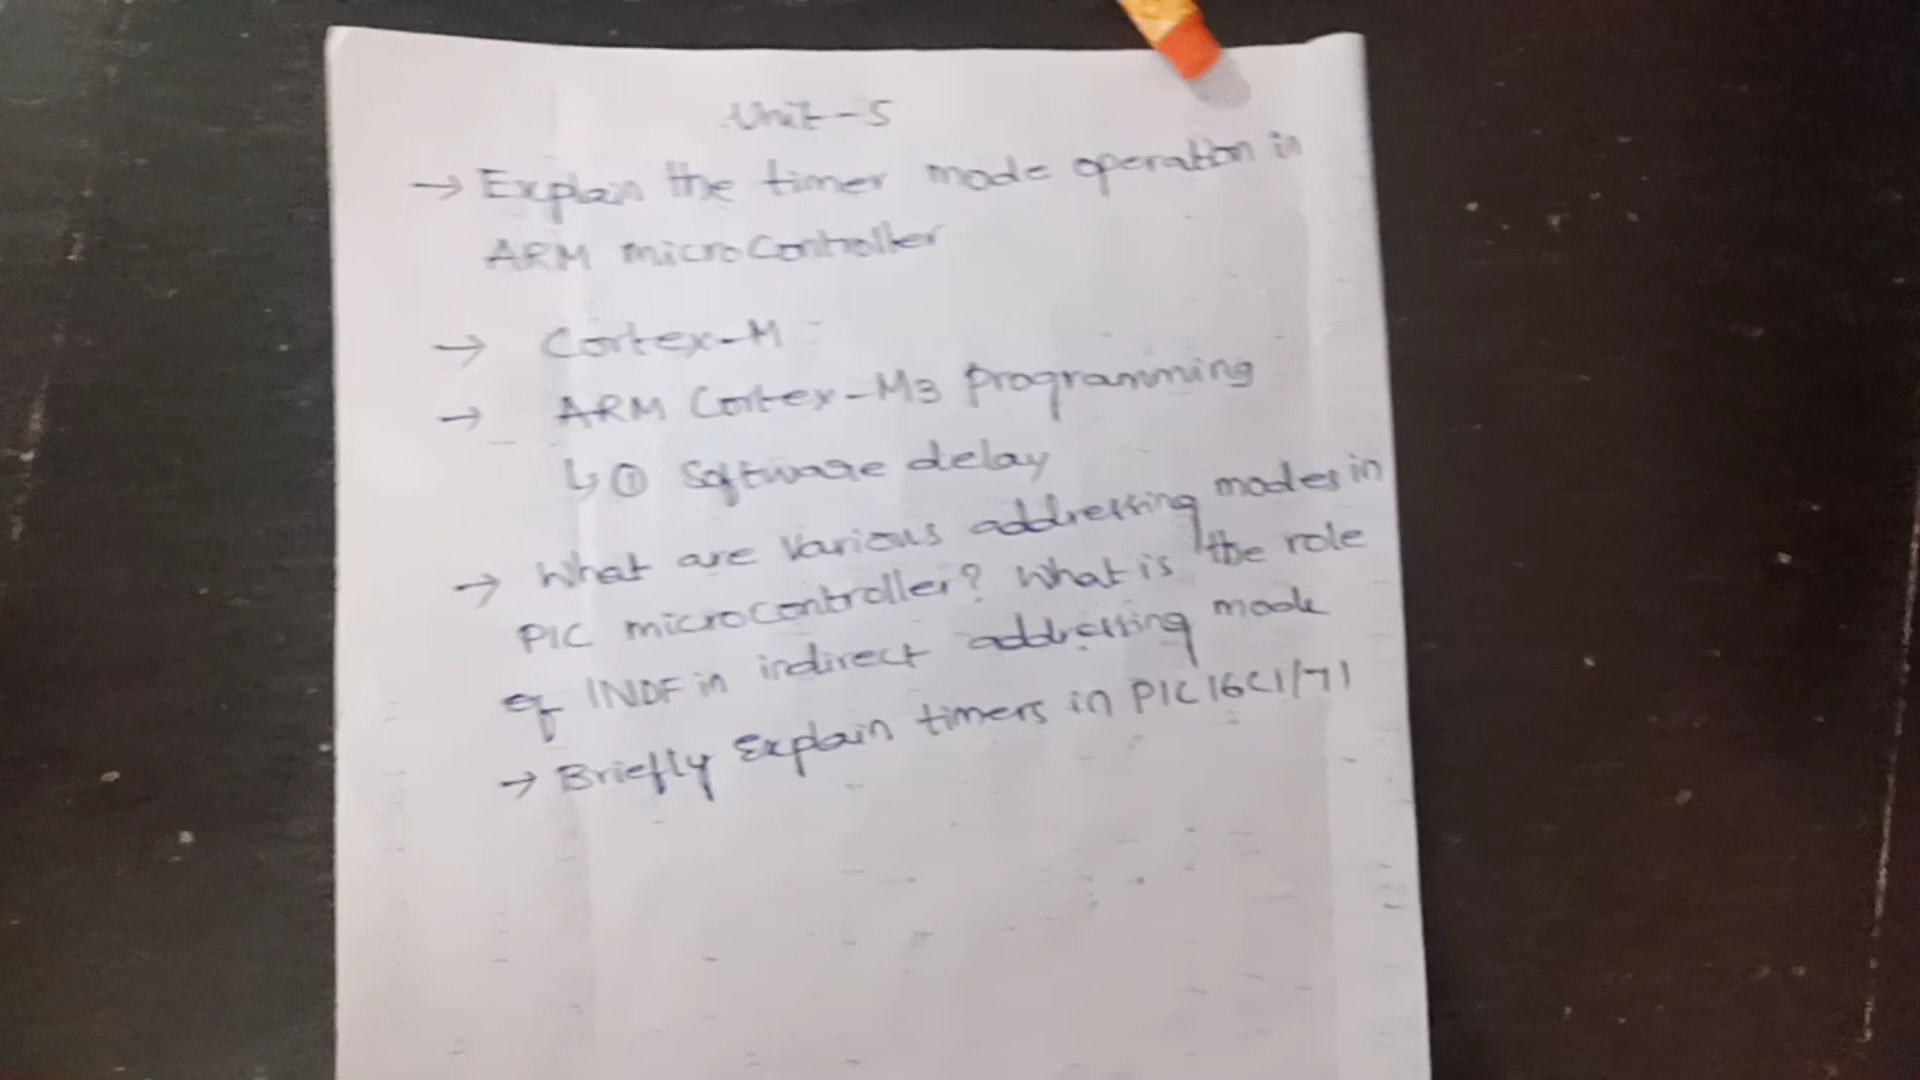 Unit-5
→ Explain the timer mode operation in
ARM microcontroller
→ Cortex-M
→ ARM Cortex-M3 Programming
↳ ① Software delay
→ What are various addressing modes in
PIC microcontroller? What is the role
of INDF in indirect addressing mode
→ Briefly Explain timers in PIC16C1/71